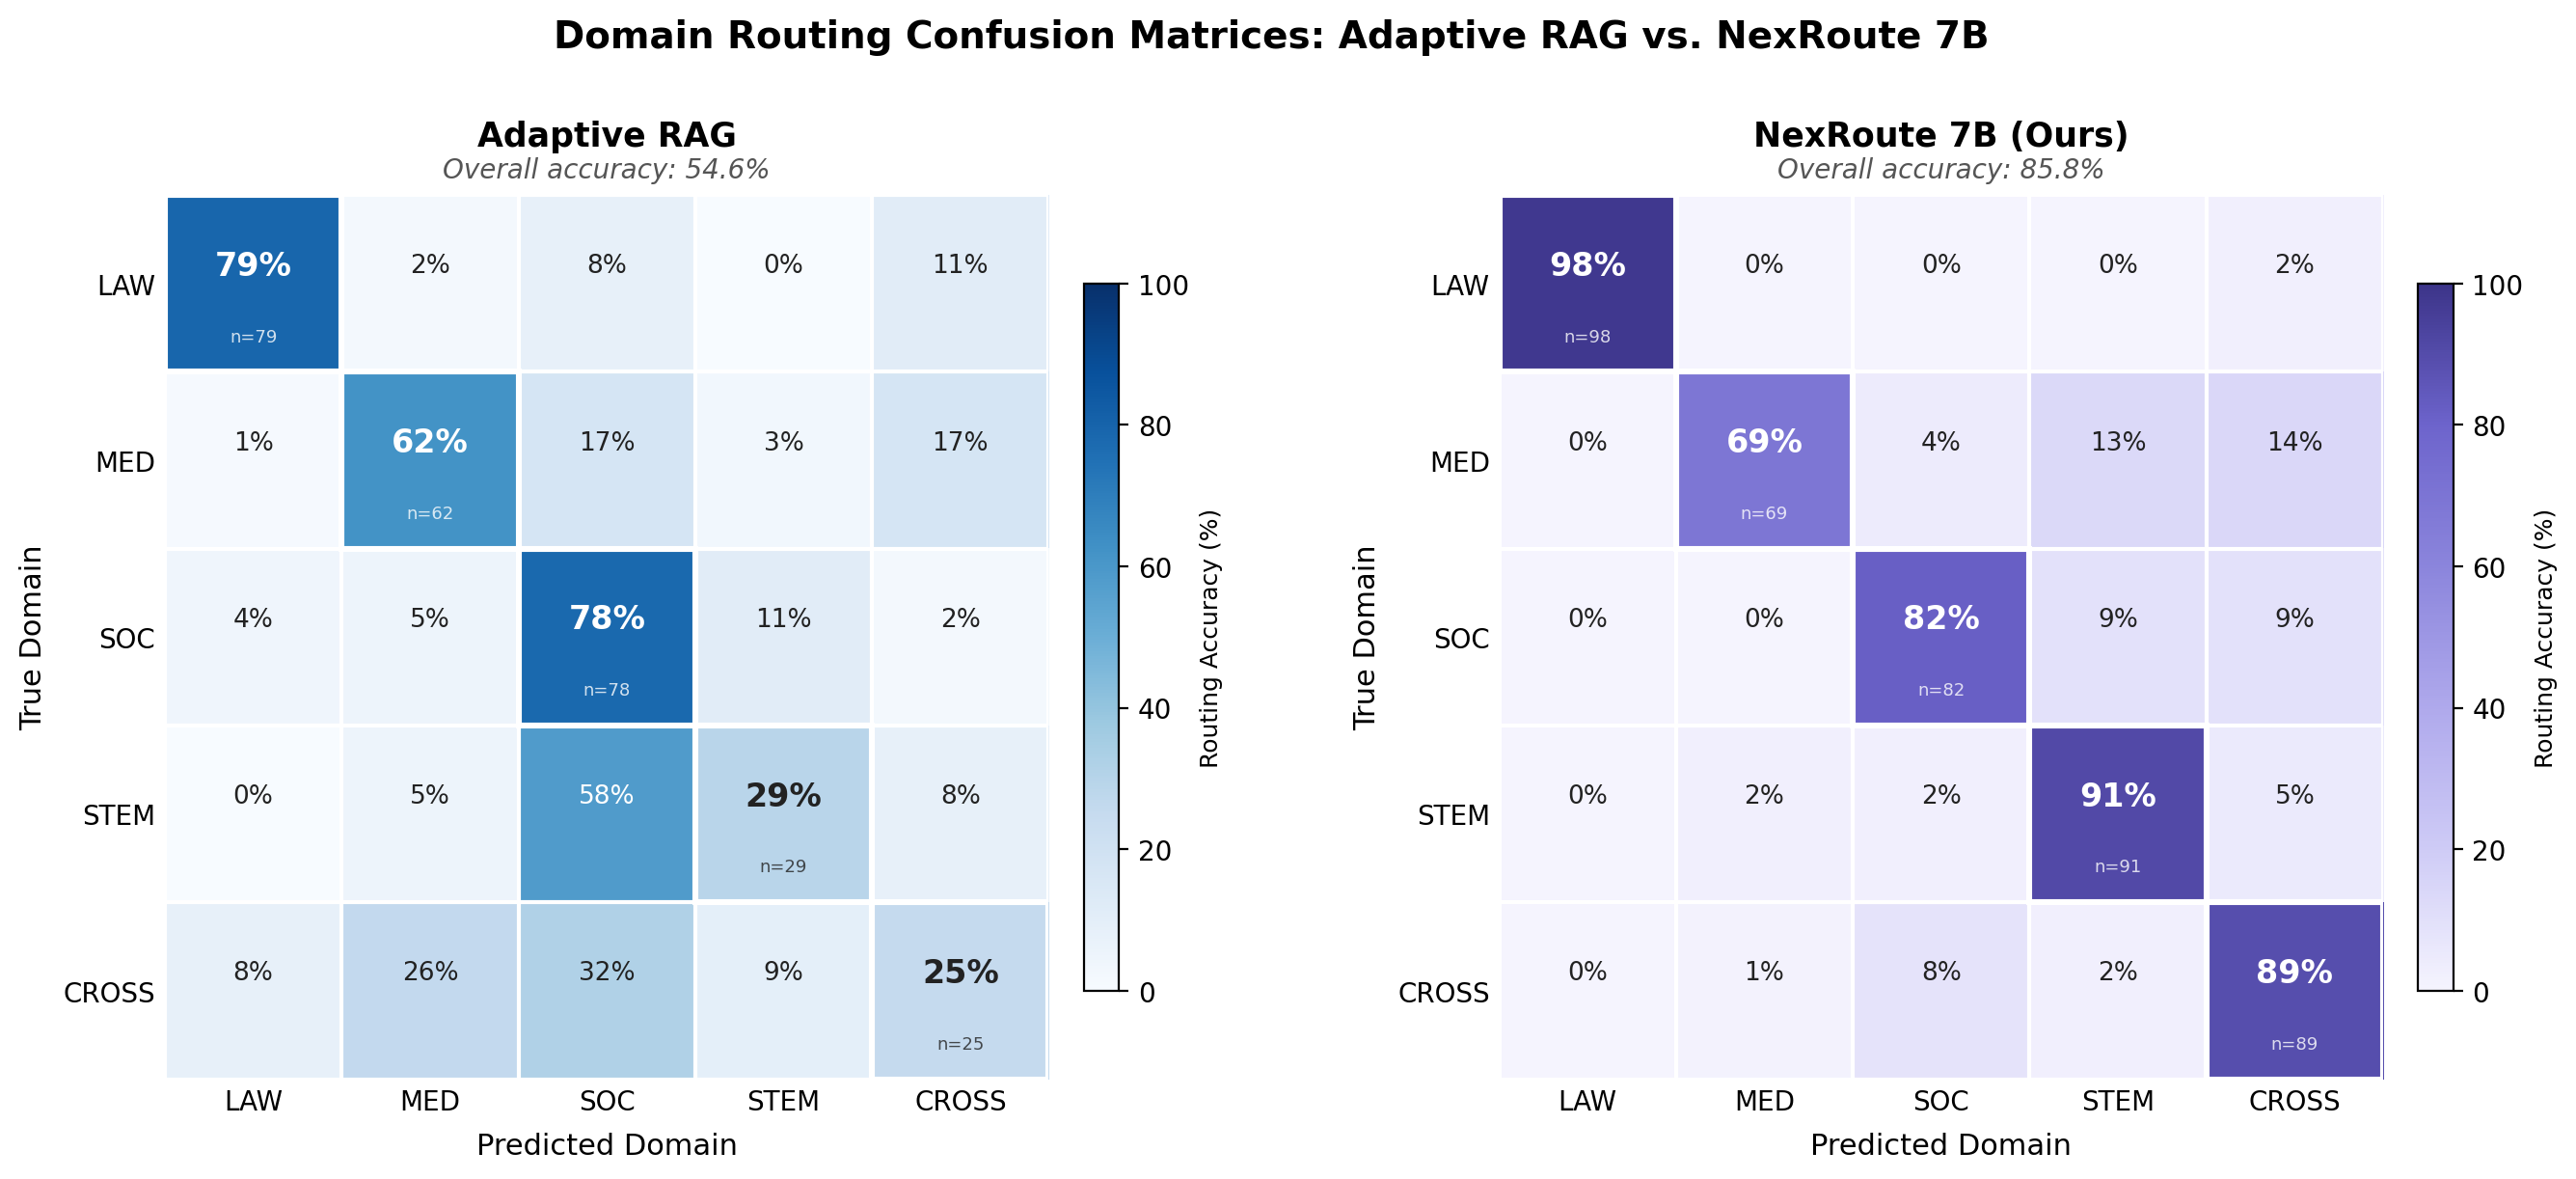 Domain Routing Confusion Matrices: Adaptive RAG vs. NexRoute 7B
Adaptive RAG
Overall accuracy: 54.6%
True Domain
LAW 79% 2% 8% 0% 11%
n=79
MED 1% 62% 17% 3% 17%
n=62
SOC 4% 5% 78% 11% 2%
n=78
STEM 0% 5% 58% 29% 8%
n=29
CROSS 8% 26% 32% 9% 25%
n=25
LAW MED SOC STEM CROSS
Predicted Domain
100
80
60
40
20
0
Routing Accuracy (%)
NexRoute 7B (Ours)
Overall accuracy: 85.8%
True Domain
LAW 98% 0% 0% 0% 2%
n=98
MED 0% 69% 4% 13% 14%
n=69
SOC 0% 0% 82% 9% 9%
n=82
STEM 0% 2% 2% 91% 5%
n=91
CROSS 0% 1% 8% 2% 89%
n=89
LAW MED SOC STEM CROSS
Predicted Domain
100
80
60
40
20
0
Routing Accuracy (%)